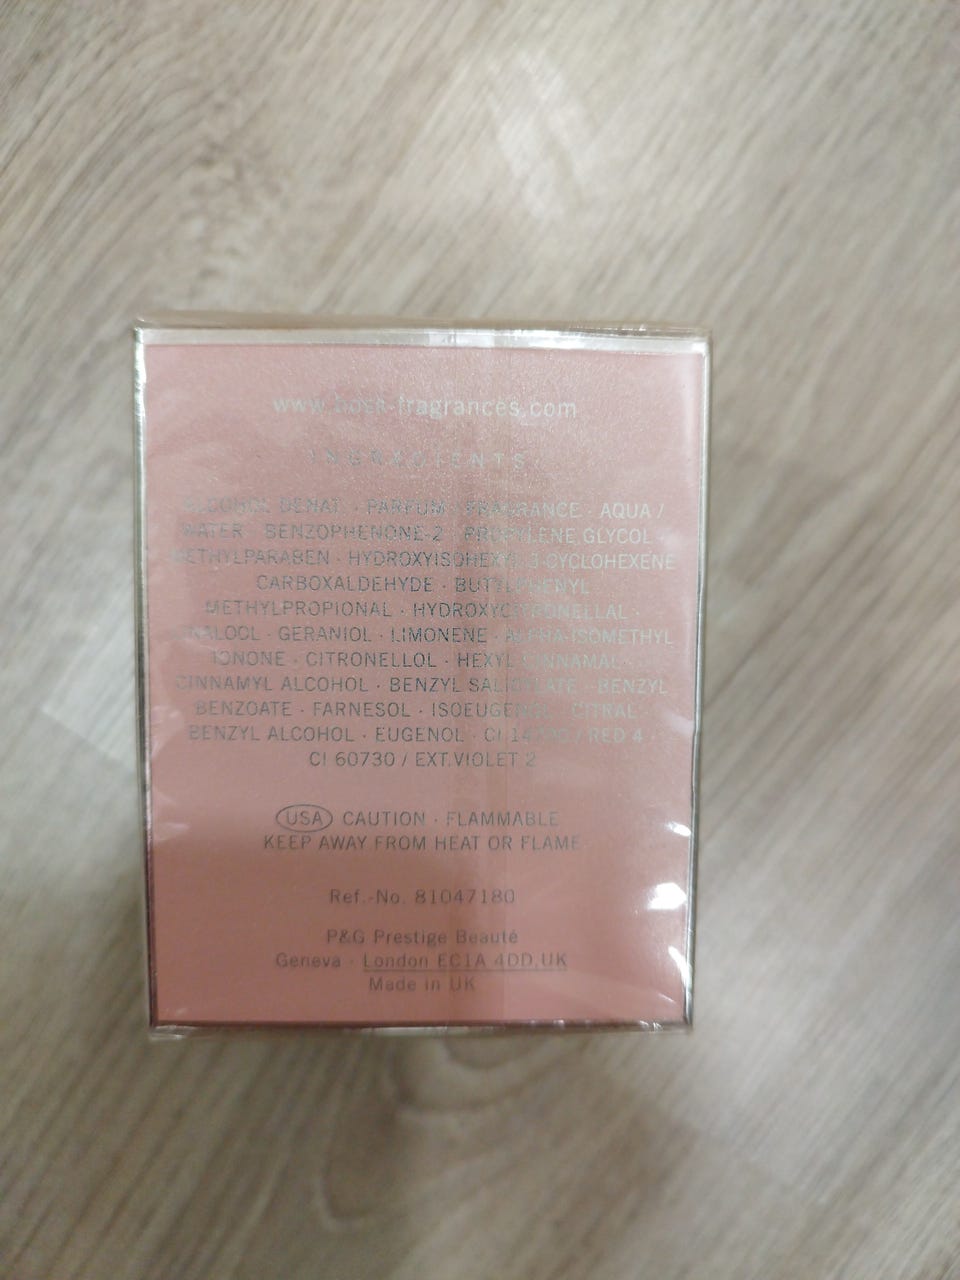 www.boss-fragrances.com
INGREDIENTS:
ALCOHOL DENAT. · PARFUM / FRAGRANCE · AQUA /
WATER · BENZOPHENONE-2 · PROPYLENE GLYCOL ·
METHYLPARABEN · HYDROXYISOHEXYL 3-CYCLOHEXENE
CARBOXALDEHYDE · BUTYLPHENYL
METHYLPROPIONAL · HYDROXYCITRONELLAL ·
LINALOOL · GERANIOL · LIMONENE · ALPHA-ISOMETHYL
IONONE · CITRONELLOL · HEXYL CINNAMAL ·
CINNAMYL ALCOHOL · BENZYL SALICYLATE · BENZYL
BENZOATE · FARNESOL · ISOEUGENOL · CITRAL ·
BENZYL ALCOHOL · EUGENOL · CI 14700 / RED 4 ·
CI 60730 / EXT.VIOLET 2
USA CAUTION · FLAMMABLE
KEEP AWAY FROM HEAT OR FLAME
Ref.-No. 81047180
P&G Prestige Beauté
Geneva · London EC1A 4DD,UK
Made in UK